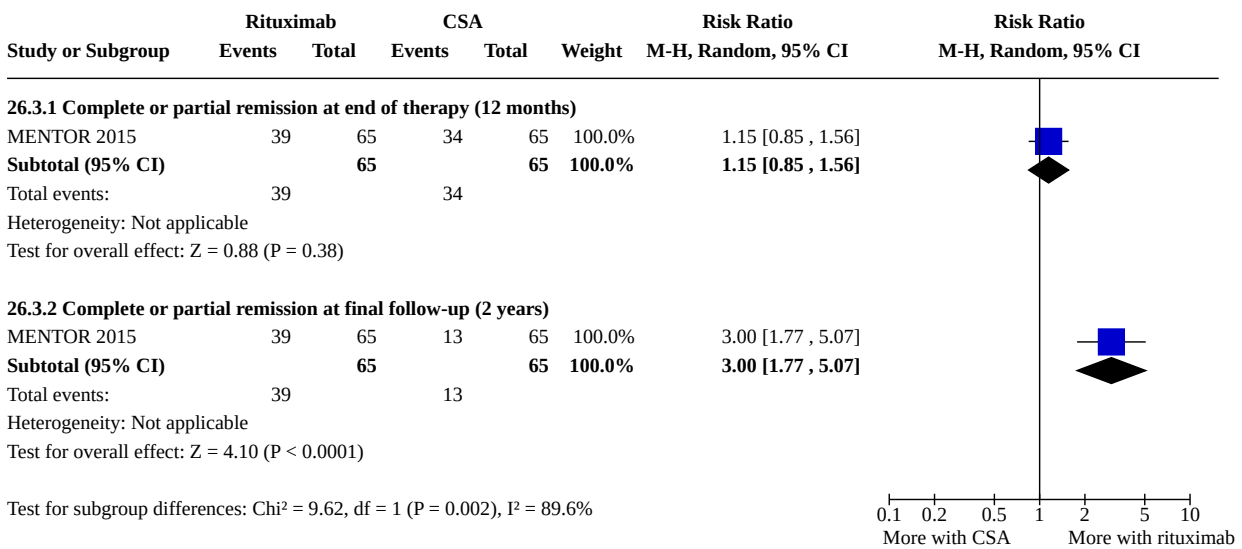 Rituximab CSA Risk Ratio Risk Ratio
Study or Subgroup Events Total Events Total Weight M-H, Random, 95% CI M-H, Random, 95% CI
26.3.1 Complete or partial remission at end of therapy (12 months)
MENTOR 2015 39 65 34 65 100.0% 1.15 [0.85 , 1.56]
Subtotal (95% CI) 65 65 100.0% 1.15 [0.85 , 1.56]
Total events: 39 34
Heterogeneity: Not applicable
Test for overall effect: Z = 0.88 (P = 0.38)
26.3.2 Complete or partial remission at final follow-up (2 years)
MENTOR 2015 39 65 13 65 100.0% 3.00 [1.77 , 5.07]
Subtotal (95% CI) 65 65 100.0% 3.00 [1.77 , 5.07]
Total events: 39 13
Heterogeneity: Not applicable
Test for overall effect: Z = 4.10 (P < 0.0001)
Test for subgroup differences: Chi² = 9.62, df = 1 (P = 0.002), I² = 89.6%
0.1 0.2 0.5 1 2 5 10
More with CSA More with rituximab